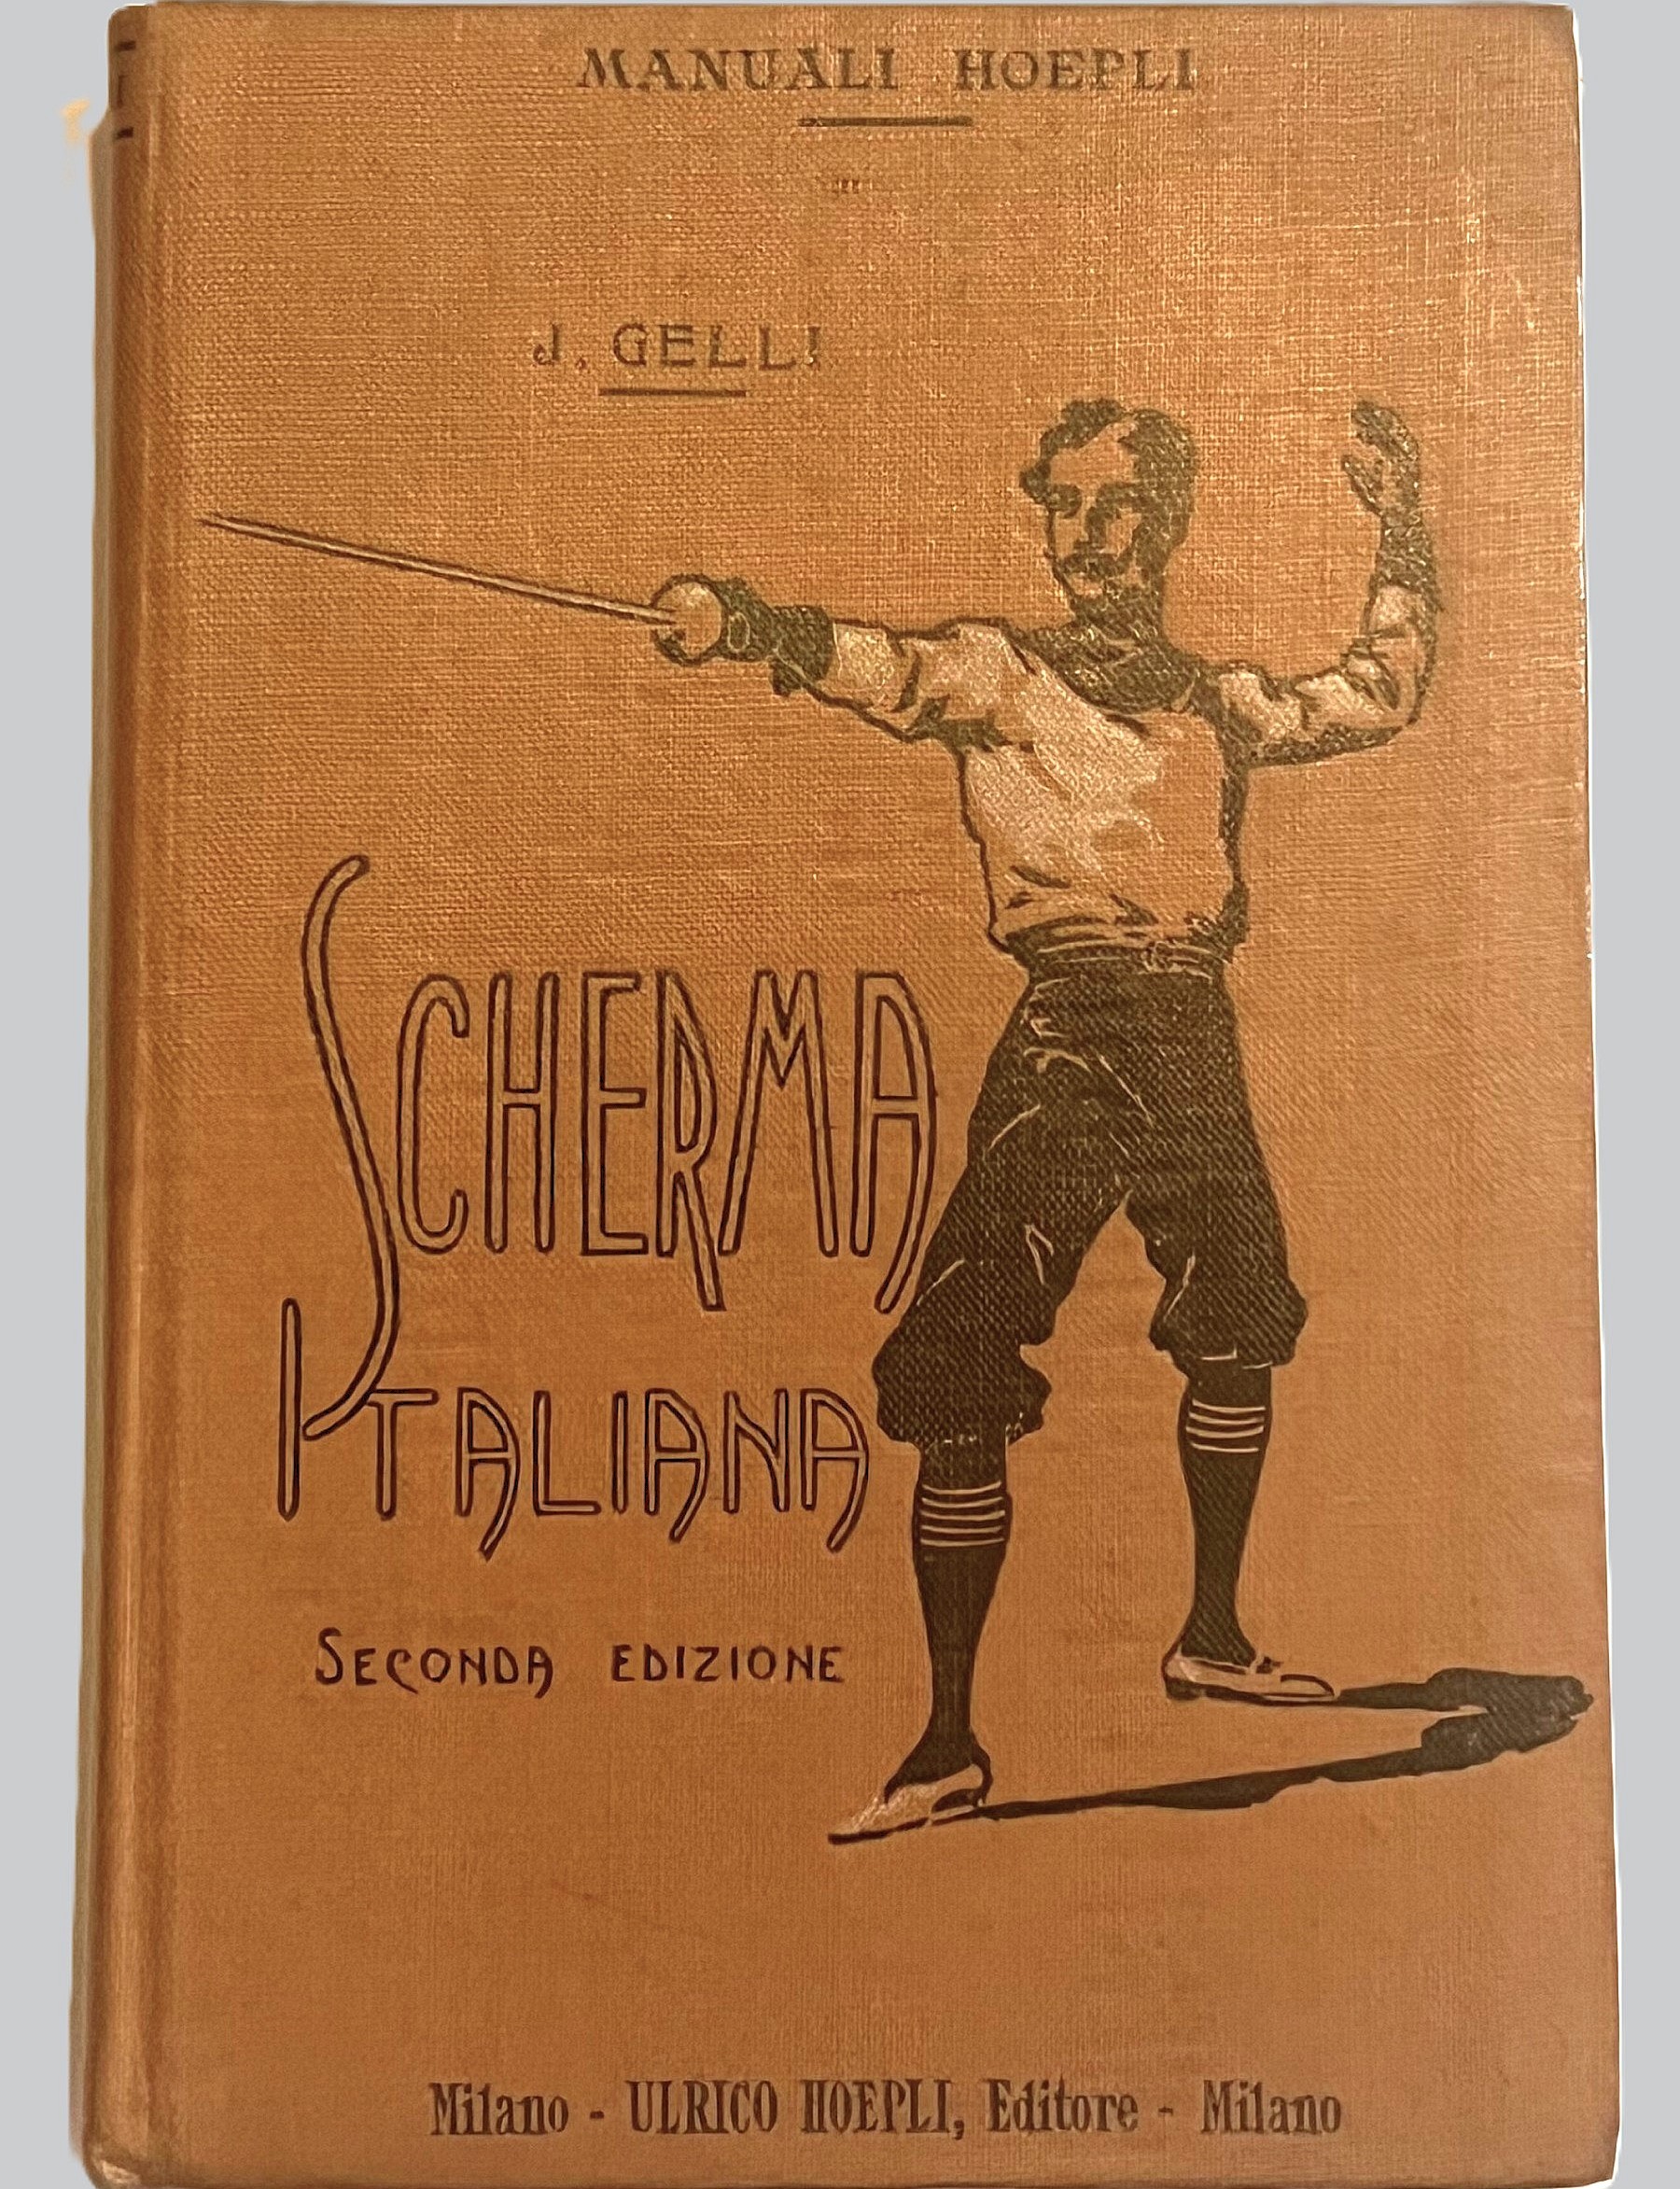 MANUALI HOEPLI
J. GELLI
SCHERMA
ITALIANA
SECONDA EDIZIONE
Milano - ULRICO HOEPLI, Editore - Milano